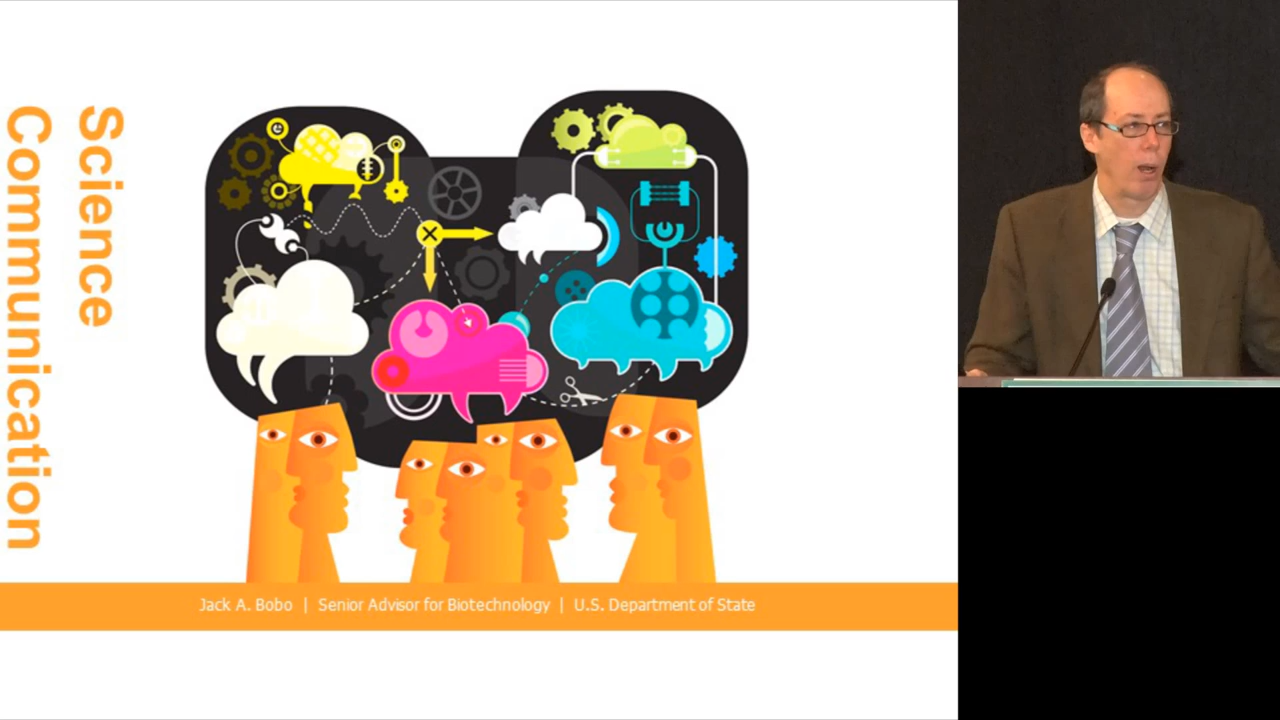 Science
Communication
Jack A. Bobo | Senior Advisor for Biotechnology | U.S. Department of State